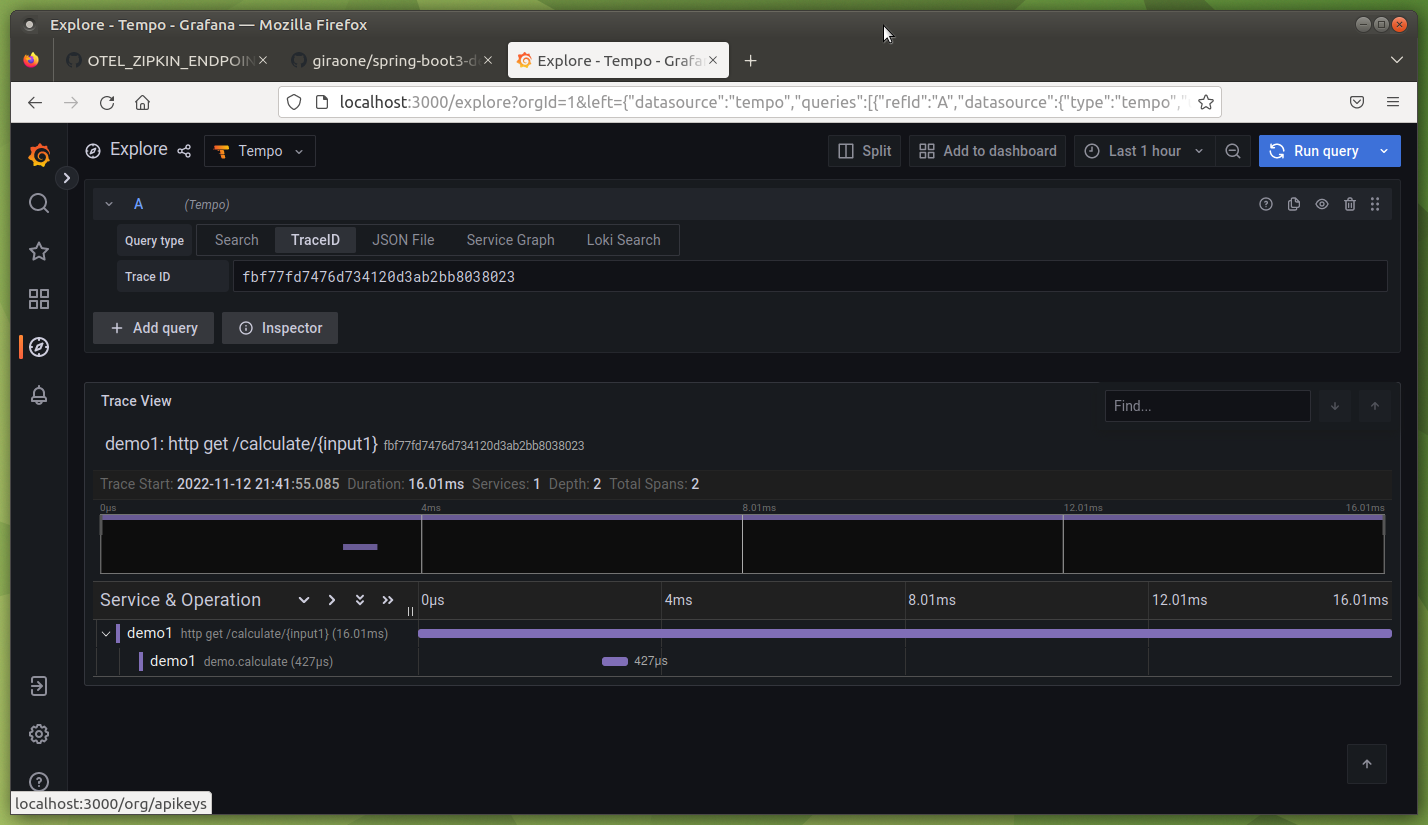 Explore - Tempo - Grafana — Mozilla Firefox
OTEL_ZIPKIN_ENDPOIN
giraone/spring-boot3-d
Explore - Tempo - Grafa
localhost:3000/explore?orgId=1&left={"datasource":"tempo","queries":[{"refId":"A","datasource":{"type":"tempo","
Explore
Tempo
Split
Add to dashboard
Last 1 hour
Run query
A
(Tempo)
Query type
Search
TraceID
JSON File
Service Graph
Loki Search
Trace ID
fbf77fd7476d734120d3ab2bb8038023
+ Add query
Inspector
Trace View
Find...
demo1: http get /calculate/{input1} fbf77fd7476d734120d3ab2bb8038023
Trace Start: 2022-11-12 21:41:55.085 Duration: 16.01ms Services: 1 Depth: 2 Total Spans: 2
0μs 4ms 8.01ms 12.01ms 16.01ms
Service & Operation
0μs 4ms 8.01ms 12.01ms 16.01ms
demo1 http get /calculate/{input1} (16.01ms)
demo1 demo.calculate (427μs)
427μs
localhost:3000/org/apikeys